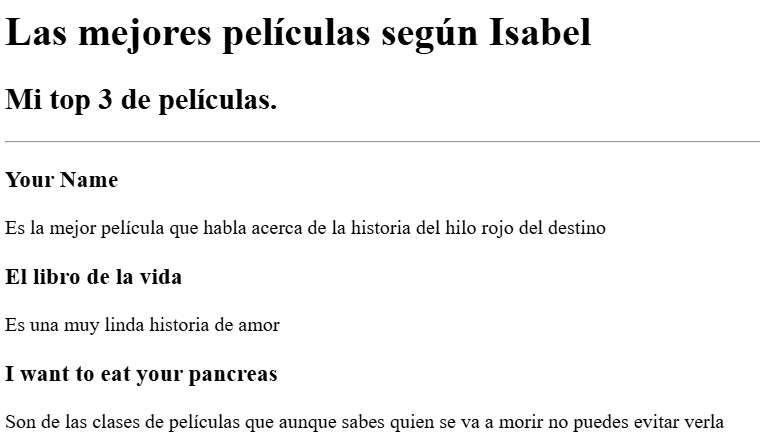 Las mejores películas según Isabel
Mi top 3 de películas.
Your Name
Es la mejor película que habla acerca de la historia del hilo rojo del destino
El libro de la vida
Es una muy linda historia de amor
I want to eat your pancreas
Son de las clases de películas que aunque sabes quien se va a morir no puedes evitar verla